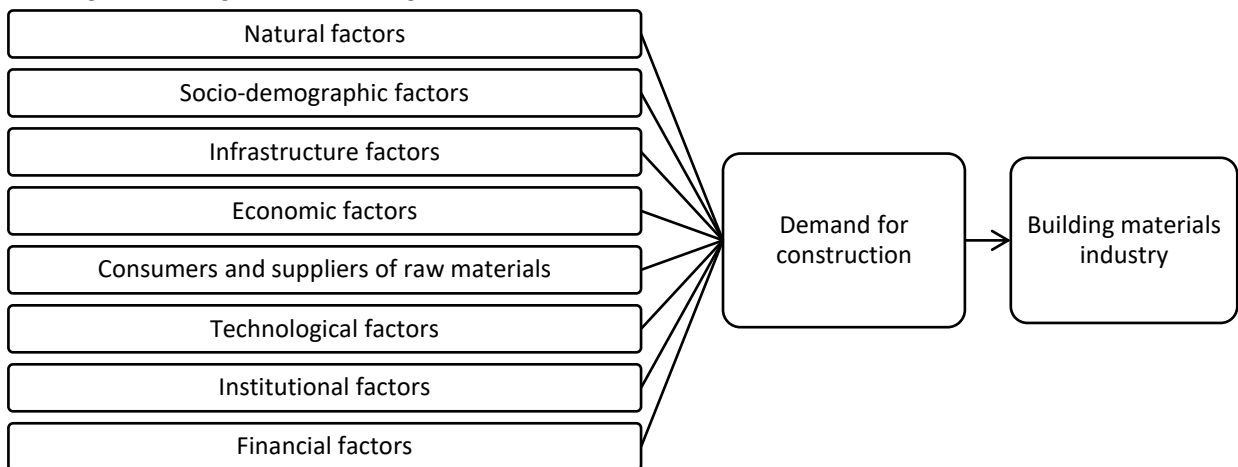 Natural factors
Socio-demographic factors
Infrastructure factors
Economic factors
Consumers and suppliers of raw materials
Technological factors
Institutional factors
Financial factors
Demand for
construction
Building materials
industry